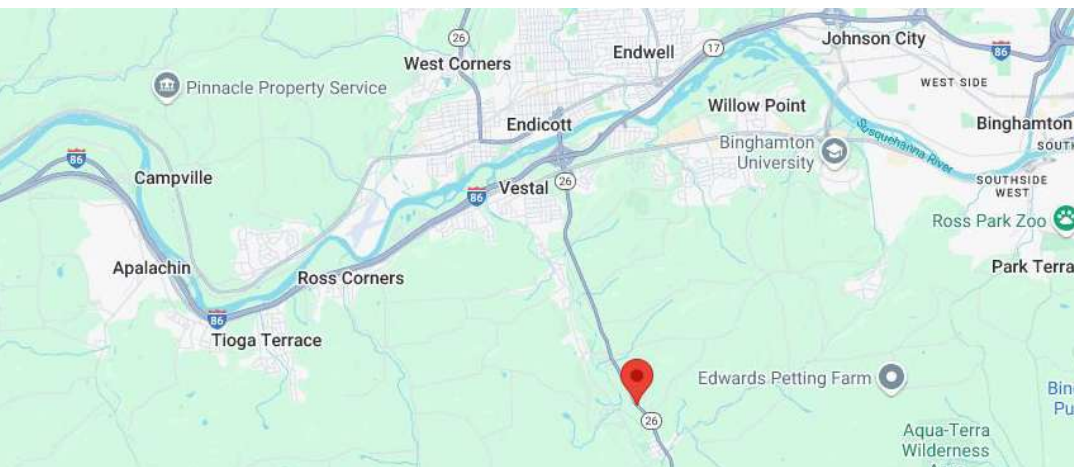 26
Endwell
17
Johnson City
86
West Corners
WEST SIDE
Pinnacle Property Service
Willow Point
Endicott
Binghamton
Susquehanna River
Binghamton
University
SOUTH
86
Campville
Vestal
26
86
SOUTHSIDE
WEST
Ross Park Zoo
Apalachin
Ross Corners
Park Terra
86
Tioga Terrace
Edwards Petting Farm
Bin
Pu
26
Aqua-Terra
Wilderness